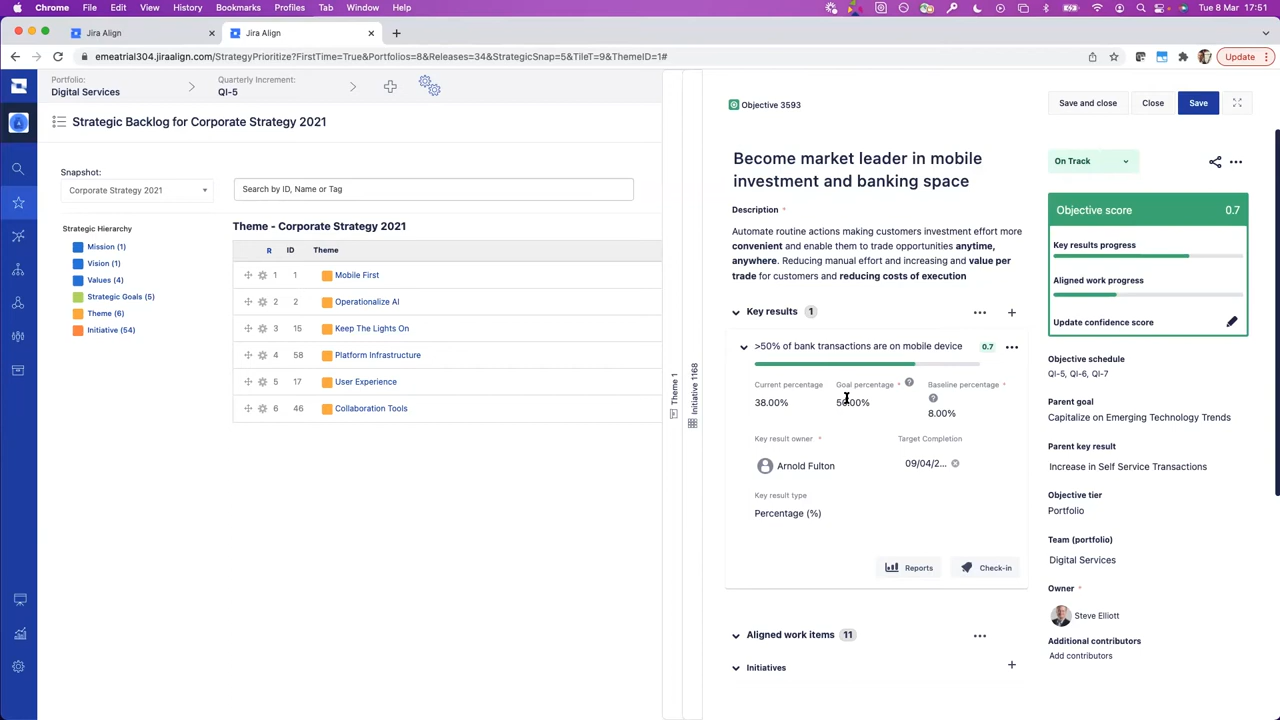 Chrome File Edit View History Bookmarks Profiles Tab Window Help
Tue 8 Mar 17:51
Jira Align
Jira Align
emeatrial304.jiraalign.com/StrategyPrioritize?FirstTime=True&Portfolios=8&Releases=34&StrategicSnap=5&TileT=9&ThemeID=1#
Update
Portfolio:
Digital Services
Quarterly Increment:
QI-5
Strategic Backlog for Corporate Strategy 2021
Snapshot:
Corporate Strategy 2021
Search by ID, Name or Tag
Strategic Hierarchy
Mission (1)
Vision (1)
Values (4)
Strategic Goals (5)
Theme (6)
Initiative (54)
Theme - Corporate Strategy 2021
R ID Theme
1 1 Mobile First
2 2 Operationalize AI
3 15 Keep The Lights On
4 58 Platform Infrastructure
5 17 User Experience
6 46 Collaboration Tools
Theme 1
Initiative 1168
Objective 3593
Save and close
Close
Save
Become market leader in mobile
investment and banking space
Description *
Automate routine actions making customers investment effort more
convenient and enable them to trade opportunities anytime,
anywhere. Reducing manual effort and increasing and value per
trade for customers and reducing costs of execution
Key results 1
>50% of bank transactions are on mobile device 0.7
Current percentage
38.00%
Goal percentage *
50.00%
Baseline percentage *
8.00%
Key result owner *
Arnold Fulton
Target Completion
09/04/2...
Key result type
Percentage (%)
Reports
Check-in
Aligned work items 11
Initiatives
On Track
Objective score 0.7
Key results progress
Aligned work progress
Update confidence score
Objective schedule
QI-5, QI-6, QI-7
Parent goal
Capitalize on Emerging Technology Trends
Parent key result
Increase in Self Service Transactions
Objective tier
Portfolio
Team (portfolio)
Digital Services
Owner *
Steve Elliott
Additional contributors
Add contributors